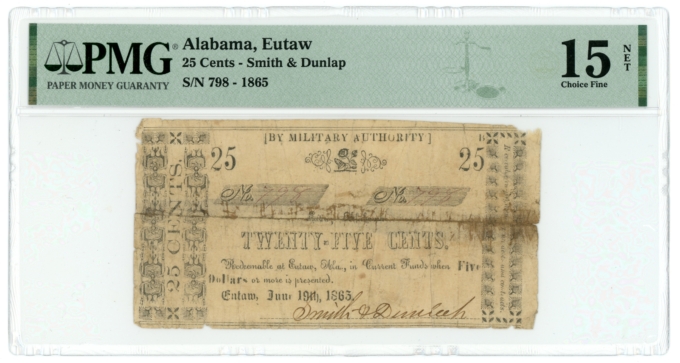 PMG®
PAPER MONEY GUARANTY
Alabama, Eutaw
25 Cents - Smith & Dunlap
S/N 798 - 1865
15
NET
Choice Fine
[BY MILITARY AUTHORITY]
25 25
25 CENTS.
No. 798 No. 798
TWENTY-FIVE CENTS.
Redeemable at Eutaw, Ala., in Current Funds when Five
Dollars or more is presented.
Eutaw, June 19th, 1865.
Smith & Dunlap